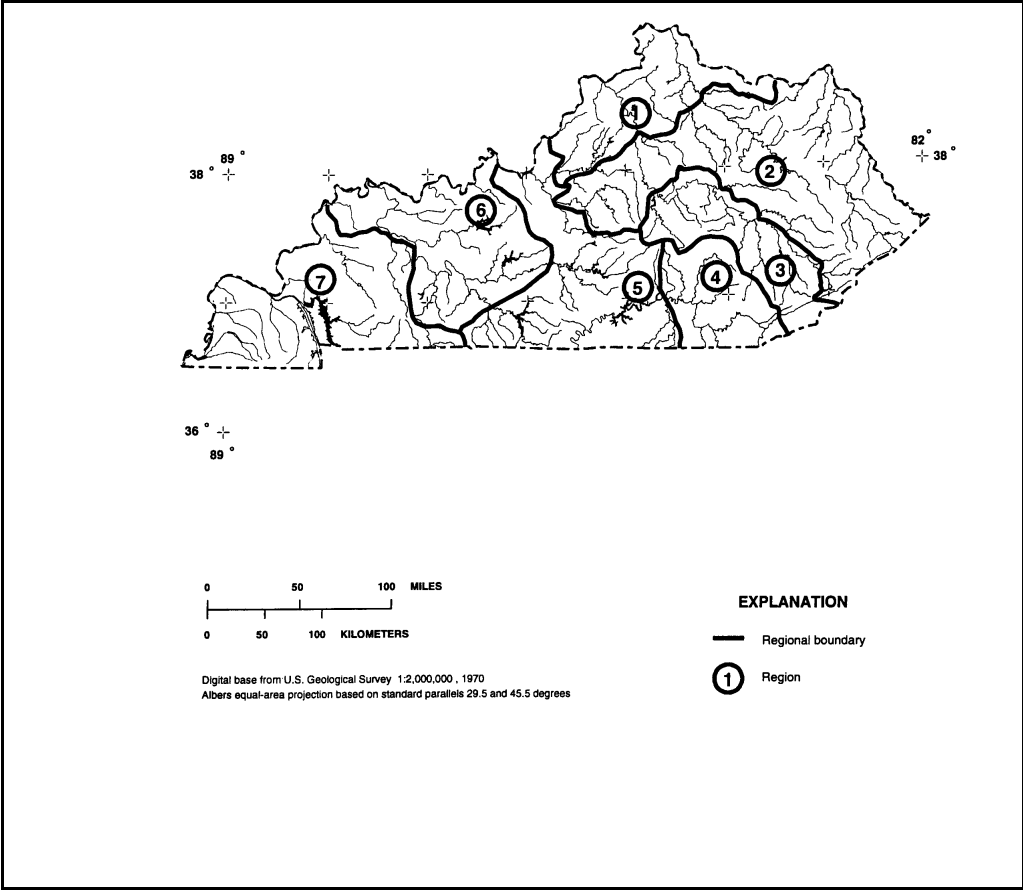 1
82 °
38 °
89 °
38 °
2
6
3
4
7
5
36 °
89 °
0 50 100 MILES
0 50 100 KILOMETERS
EXPLANATION
Regional boundary
1 Region
Digital base from U.S. Geological Survey 1:2,000,000 , 1970
Albers equal-area projection based on standard parallels 29.5 and 45.5 degrees